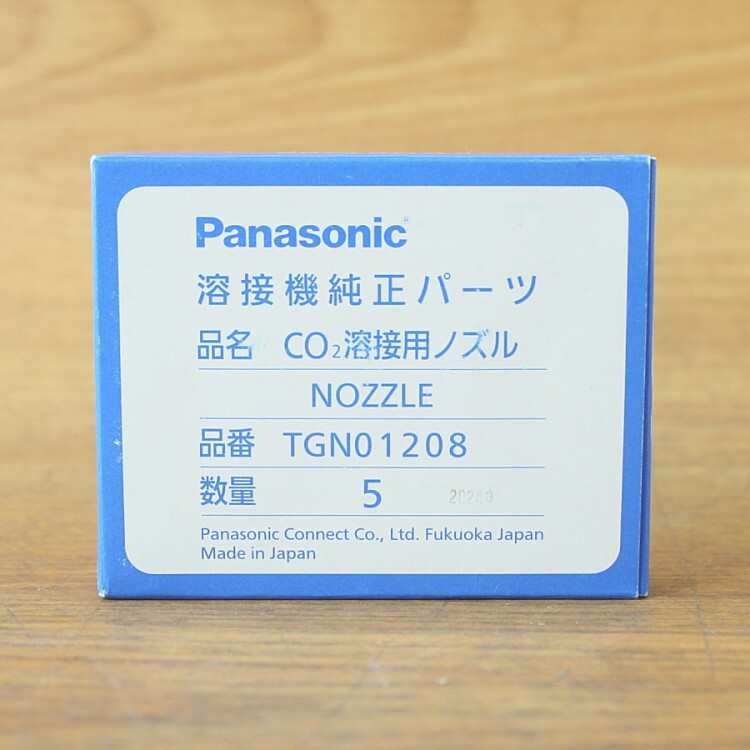 Panasonic®
溶接機純正パーツ
品名 CO₂溶接用ノズル
NOZZLE
品番 TGN01208
数量 5 20249
Panasonic Connect Co., Ltd. Fukuoka Japan
Made in Japan